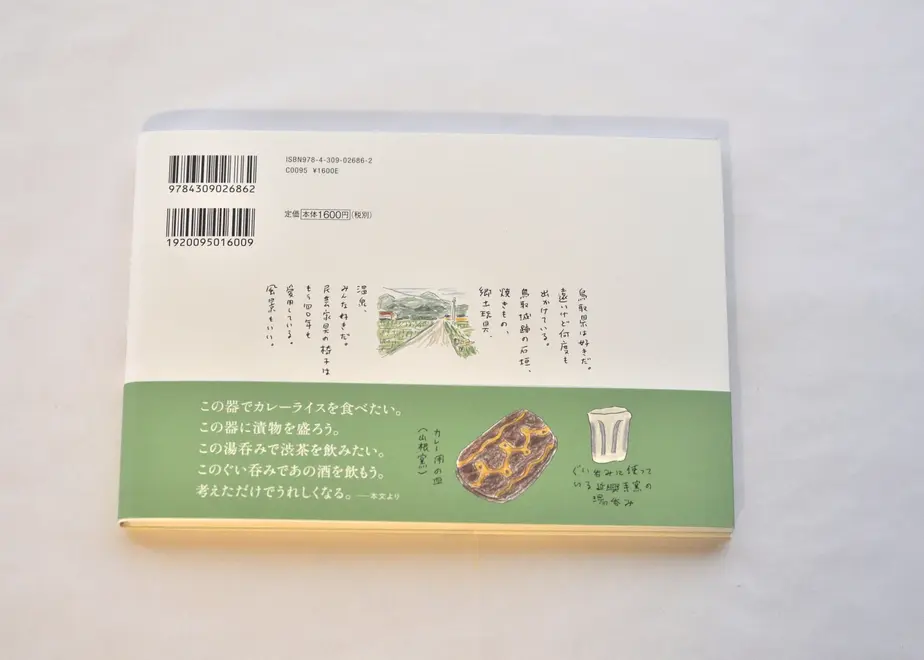 9784309026862
1920095016009
ISBN978-4-309-02686-2
C0095 ¥1600E
定価 本体1600円(税別)
鳥取県は好きだ。
遠いけど何度も
出かけている。
鳥取城跡の石垣、
焼きもの、
郷土玩具、
温泉、
みんな好きだ。
民芸家具の椅子は
もう四〇年も
愛用している。
風景もいい。
この器でカレーライスを食べたい。
この器に漬物を盛ろう。
この湯呑みで渋茶を飲みたい。
このぐい呑みであの酒を飲もう。
考えただけでうれしくなる。──本文より
カレー用の皿
(山根窯)
ぐい呑みに使って
いる延興寺窯の
湯呑み